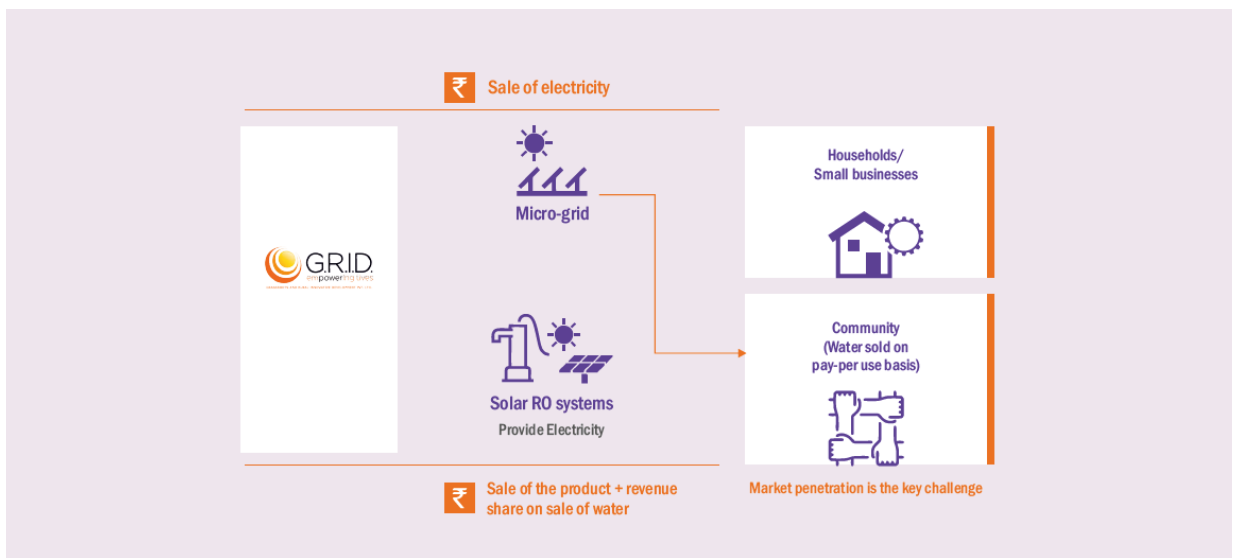 ₹ Sale of electricity
Micro-grid
Households/
Small businesses
G.R.I.D.
empowering lives
Solar RO systems
Provide Electricity
Community
(Water sold on
pay-per use basis)
₹ Sale of the product + revenue
share on sale of water
Market penetration is the key challenge